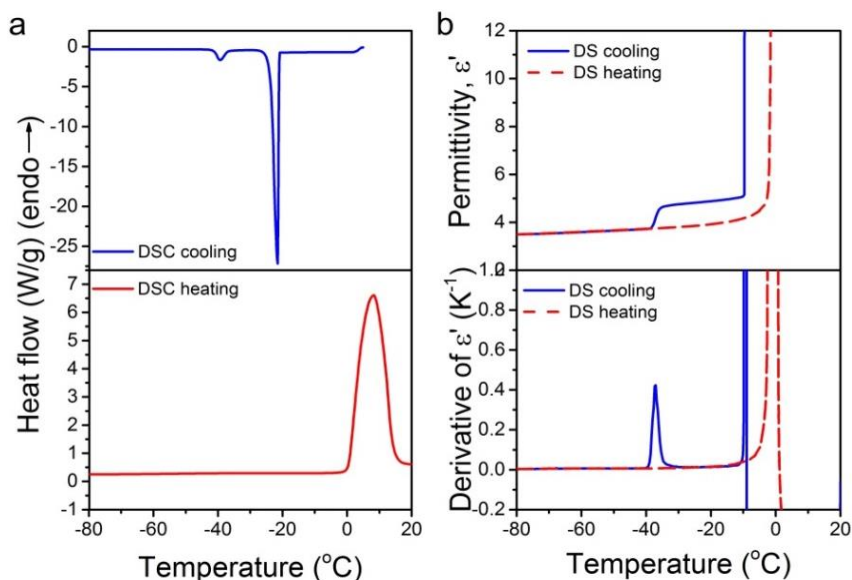 a
Heat flow (W/g) (endo →)
0
-5
-10
-15
-20
-25
DSC cooling
7
6
5
4
3
2
1
0
-1
DSC heating
-80 -60 -40 -20 0 20
Temperature (°C)
b
Permittivity, ε'
12
10
8
6
4
2
DS cooling
DS heating
Derivative of ε' (K⁻¹)
1.0
0.8
0.6
0.4
0.2
0.0
-0.2
DS cooling
DS heating
-80 -60 -40 -20 0 20
Temperature (°C)